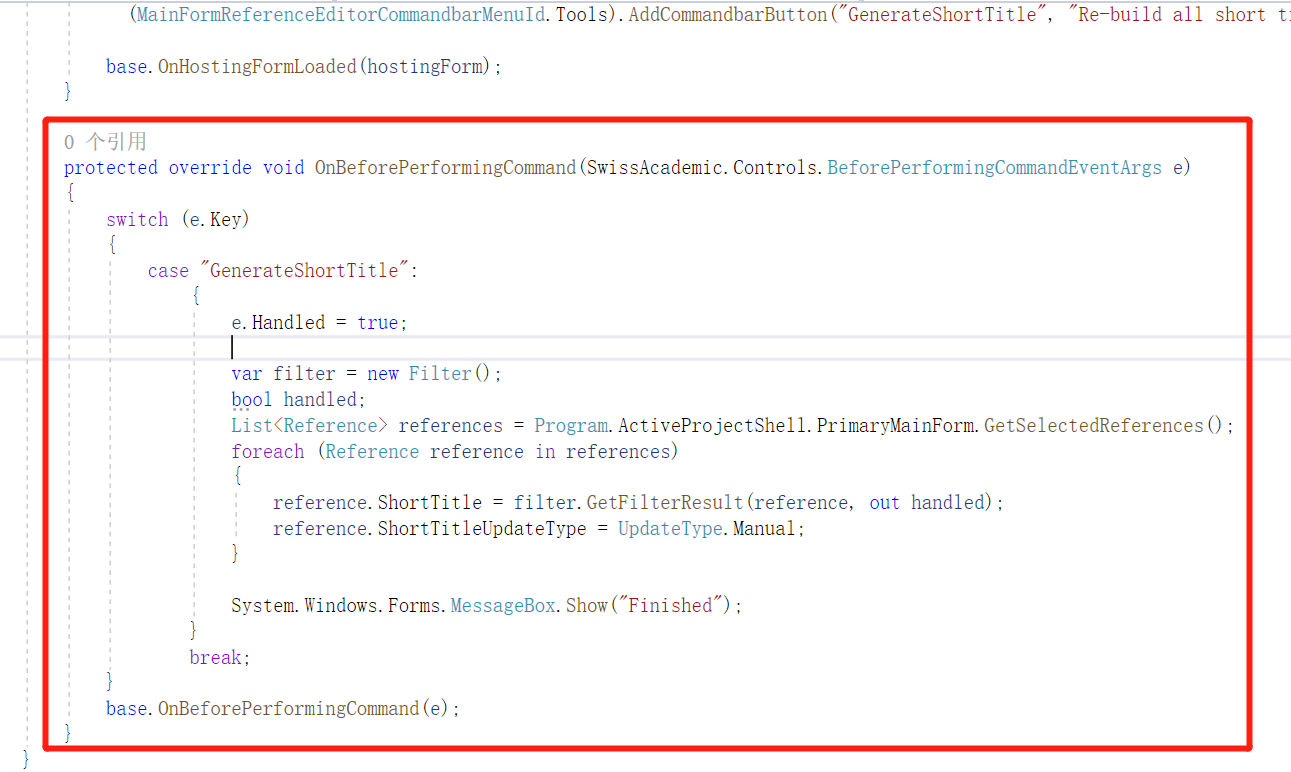 (MainFormReferenceEditorCommandbarMenuId.Tools).AddCommandbarButton("GenerateShortTitle", "Re-build all short
base.OnHostingFormLoaded(hostingForm);
}
0 个引用
protected override void OnBeforePerformingCommand(SwissAcademic.Controls.BeforePerformingCommandEventArgs e)
{
switch (e.Key)
{
case "GenerateShortTitle":
{
e.Handled = true;
var filter = new Filter();
bool handled;
List<Reference> references = Program.ActiveProjectShell.PrimaryMainForm.GetSelectedReferences();
foreach (Reference reference in references)
{
reference.ShortTitle = filter.GetFilterResult(reference, out handled);
reference.ShortTitleUpdateType = UpdateType.Manual;
}
System.Windows.Forms.MessageBox.Show("Finished");
}
break;
}
base.OnBeforePerformingCommand(e);
}
}